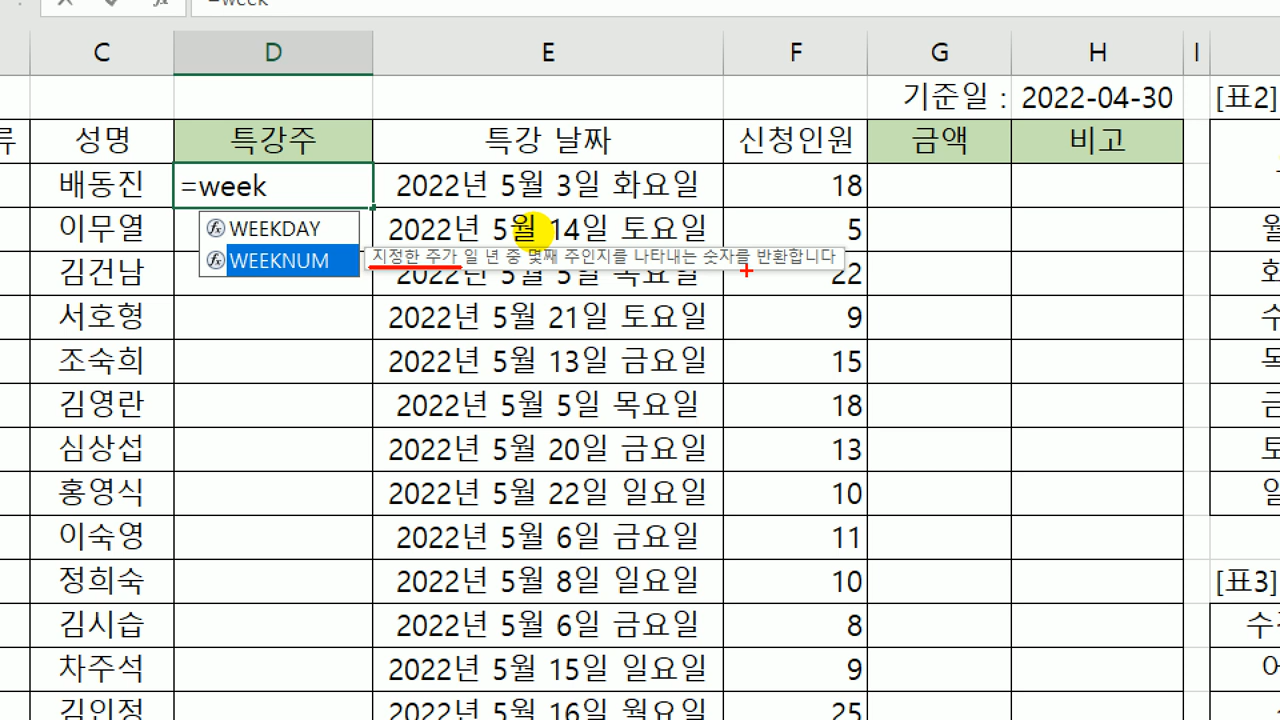 =week
C D E F G H I
기준일 : 2022-04-30 [표2]
류 성명 특강주 특강 날짜 신청인원 금액 비고
배동진 =week 2022년 5월 3일 화요일 18
이무열 WEEKDAY 2022년 5월 14일 토요일 5 월
WEEKNUM 지정한 주가 일 년 중 몇째 주인지를 나타내는 숫자를 반환합니다
김건남 2022년 5월 5일 목요일 22 화
서호형 2022년 5월 21일 토요일 9 수
조숙희 2022년 5월 13일 금요일 15 목
김영란 2022년 5월 5일 목요일 18 금
심상섭 2022년 5월 20일 금요일 13 토
홍영식 2022년 5월 22일 일요일 10 일
이숙영 2022년 5월 6일 금요일 11
정희숙 2022년 5월 8일 일요일 10 [표3]
김시습 2022년 5월 6일 금요일 8
차주석 2022년 5월 15일 일요일 9
김인정 2022년 5월 16일 월요일 25